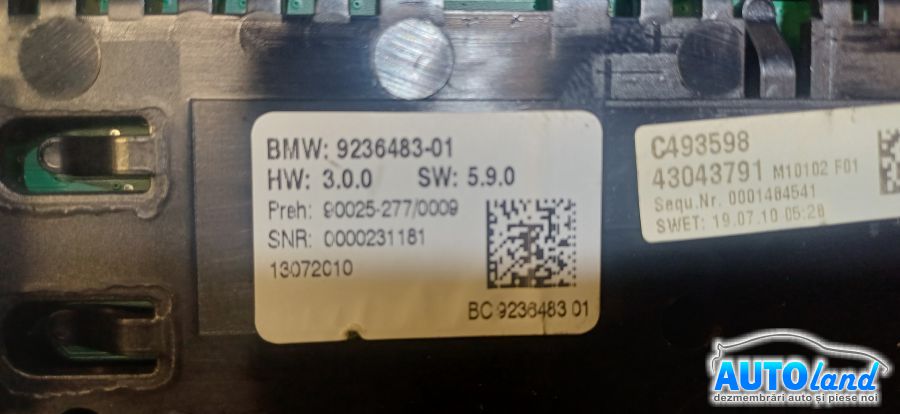 BMW: 9236483-01
HW: 3.0.0 SW: 5.9.0
Preh: 90025-277/0009
SNR: 0000231181
13072010
BC 9236483 01
C493598
43043791 M10102 F01
Sequ.Nr. 0001484541
SWET: 19.07.10 05:28
AUTOland
dezmembrări auto și piese noi